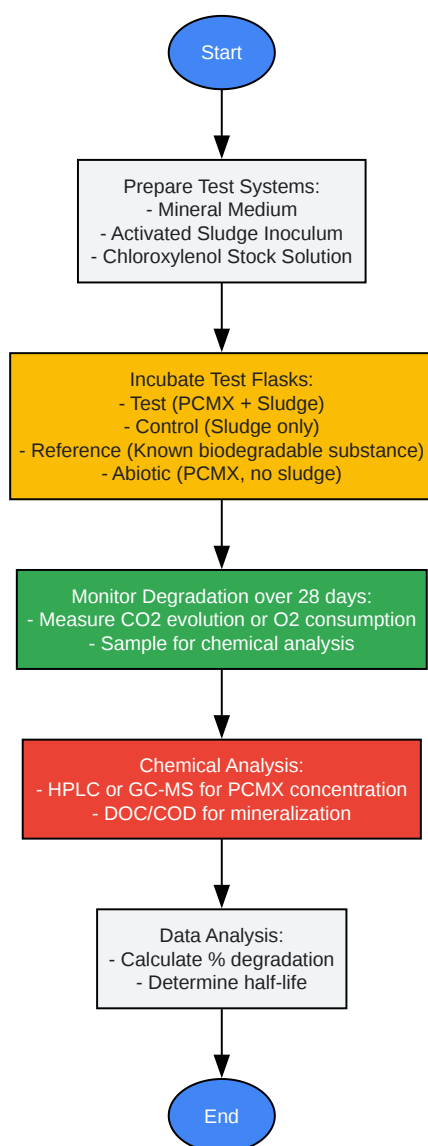 Start
Prepare Test Systems:
- Mineral Medium
- Activated Sludge Inoculum
- Chloroxylenol Stock Solution
Incubate Test Flasks:
- Test (PCMX + Sludge)
- Control (Sludge only)
- Reference (Known biodegradable substance)
- Abiotic (PCMX, no sludge)
Monitor Degradation over 28 days:
- Measure CO2 evolution or O2 consumption
- Sample for chemical analysis
Chemical Analysis:
- HPLC or GC-MS for PCMX concentration
- DOC/COD for mineralization
Data Analysis:
- Calculate % degradation
- Determine half-life
End